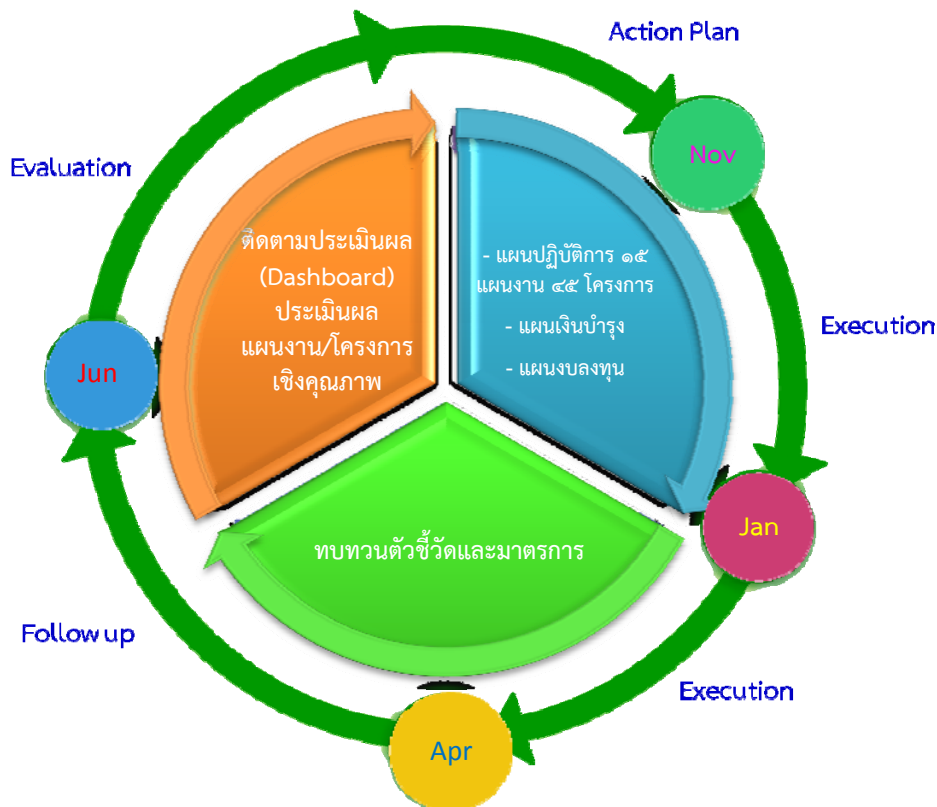 Action Plan
Nov
Evaluation
ติดตามประเมินผล
(Dashboard)
ประเมินผล
แผนงาน/โครงการ
เชิงคุณภาพ
- แผนปฏิบัติการ ๑๕
แผนงาน ๔๕ โครงการ
- แผนเงินบำรุง
- แผนงบลงทุน
Execution
Jun
Jan
ทบทวนตัวชี้วัดและมาตรการ
Follow up
Execution
Apr